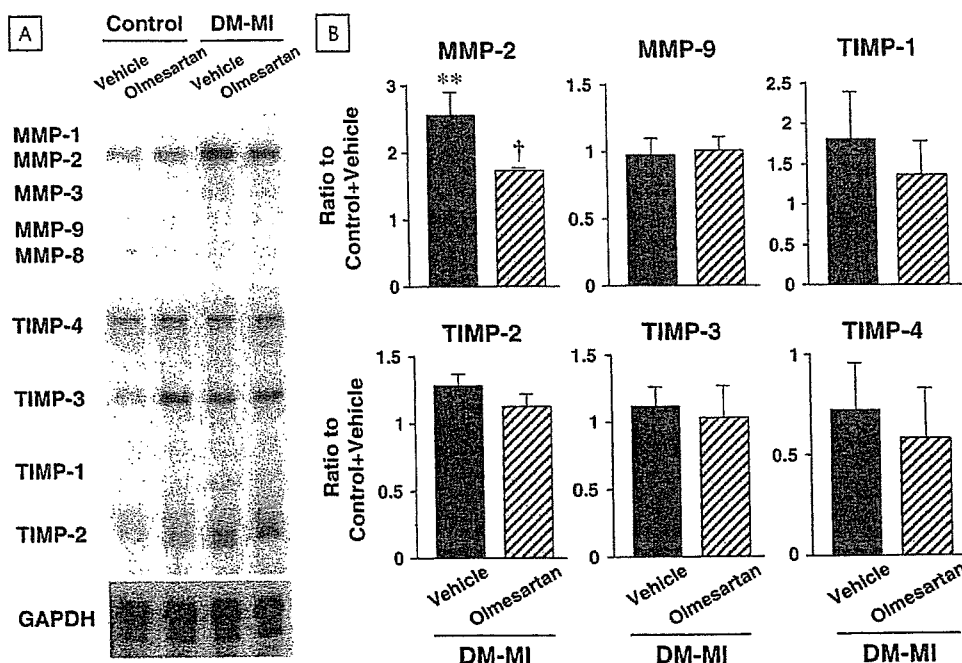 A
Control DM-MI
Vehicle Olmesartan Vehicle Olmesartan
MMP-1
MMP-2
MMP-3
MMP-9
MMP-8
TIMP-4
TIMP-3
TIMP-1
TIMP-2
GAPDH
B
MMP-2
Ratio to
Control+Vehicle
3
2
1
0
**
†
MMP-9
1.5
1
0.5
0
TIMP-1
2.5
2
1.5
1
0.5
0
TIMP-2
Ratio to
Control+Vehicle
1.5
1
0.5
0
Vehicle Olmesartan
DM-MI
TIMP-3
1.5
1
0.5
0
Vehicle Olmesartan
DM-MI
TIMP-4
1
0.5
0
Vehicle Olmesartan
DM-MI